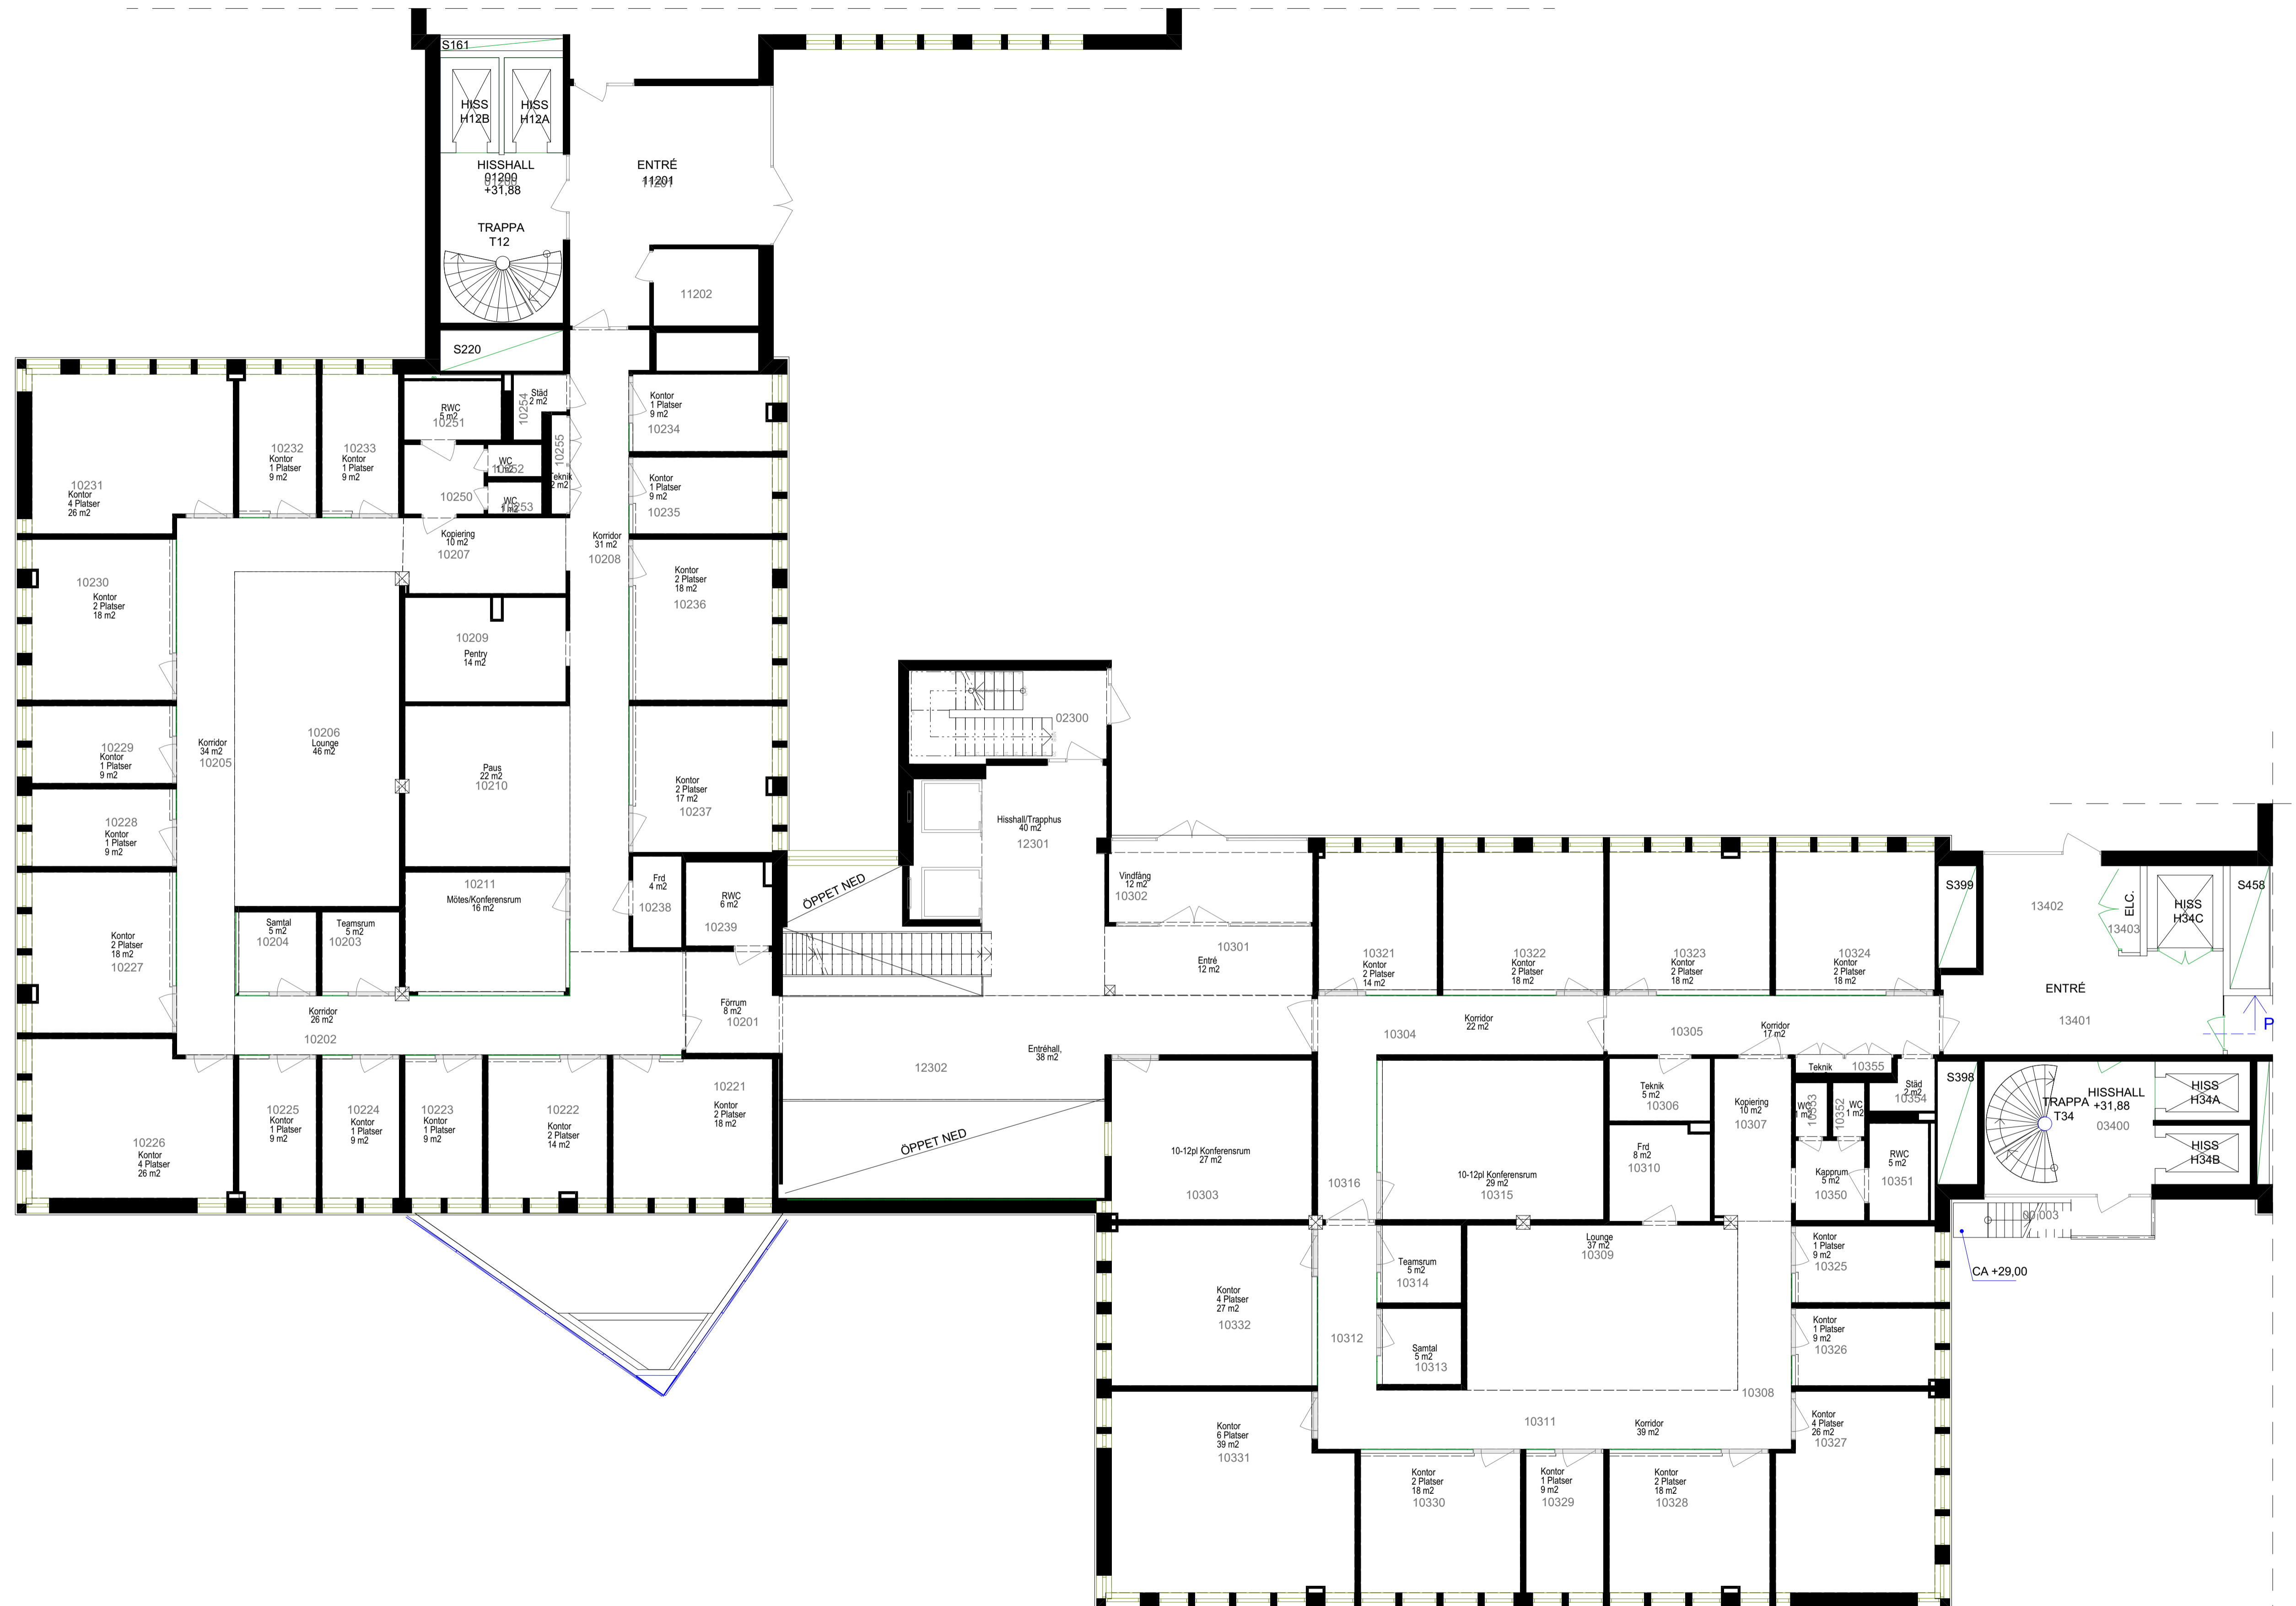 S161
HISS
H12B
HISS
H12A
HISSHALL
01200
+31,88
ENTRÉ
11201
TRAPPA
T12
11202
S220
RWC
5 m2
10251
Städ
2 m2
10254
10255
Teknik
2 m2
Kontor
1 Platser
9 m2
10234
10232
Kontor
1 Platser
9 m2
10233
Kontor
1 Platser
9 m2
10231
Kontor
4 Platser
26 m2
WC
10250
WC
1 m2
10253
Kontor
1 Platser
9 m2
10235
Kopiering
10 m2
10207
Korridor
31 m2
10208
10230
Kontor
2 Platser
18 m2
Kontor
2 Platser
18 m2
10236
10209
Pentry
14 m2
10229
Kontor
1 Platser
9 m2
Korridor
34 m2
10205
10206
Lounge
46 m2
Paus
22 m2
10210
Kontor
2 Platser
17 m2
10237
10228
Kontor
1 Platser
9 m2
Kontor
2 Platser
18 m2
10227
Samtal
5 m2
10204
Teamsrum
5 m2
10203
10211
Mötes/Konferensrum
16 m2
Frd
4 m2
10238
RWC
6 m2
10239
Korridor
26 m2
10202
Förrum
8 m2
10201
10226
Kontor
4 Platser
26 m2
10225
Kontor
1 Platser
9 m2
10224
Kontor
1 Platser
9 m2
10223
Kontor
1 Platser
9 m2
10222
Kontor
2 Platser
14 m2
10221
Kontor
2 Platser
18 m2
02300
Hisshall/Trapphus
40 m2
12301
ÖPPET NED
Vindfång
12 m2
10302
10301
Entré
12 m2
Entréhall,
38 m2
12302
ÖPPET NED
10321
Kontor
2 Platser
14 m2
10322
Kontor
2 Platser
18 m2
10323
Kontor
2 Platser
18 m2
10324
Kontor
2 Platser
18 m2
S399
13402
ELC.
13403
HISS
H34C
S458
ENTRÉ
13401
P
Korridor
22 m2
10304
10305
Korridor
17 m2
Teknik
10355
Städ
2 m2
10354
S398
TRAPPA
T34
HISSHALL
+31,88
03400
HISS
H34A
HISS
H34B
10-12pl Konferensrum
27 m2
10303
10316
10-12pl Konferensrum
29 m2
10315
Teknik
5 m2
10306
Frd
8 m2
10310
Kopiering
10 m2
10307
WC
1 m2
10353
10352
WC
1 m2
Kapprum
5 m2
10350
RWC
5 m2
10351
CA +29,00
Lounge
37 m2
10309
Kontor
1 Platser
9 m2
10325
Teamsrum
5 m2
10314
Kontor
4 Platser
27 m2
10332
10312
Samtal
5 m2
10313
Kontor
1 Platser
9 m2
10326
10308
10311
Korridor
39 m2
Kontor
4 Platser
26 m2
10327
Kontor
6 Platser
39 m2
10331
Kontor
2 Platser
18 m2
10330
Kontor
1 Platser
9 m2
10329
Kontor
2 Platser
18 m2
10328